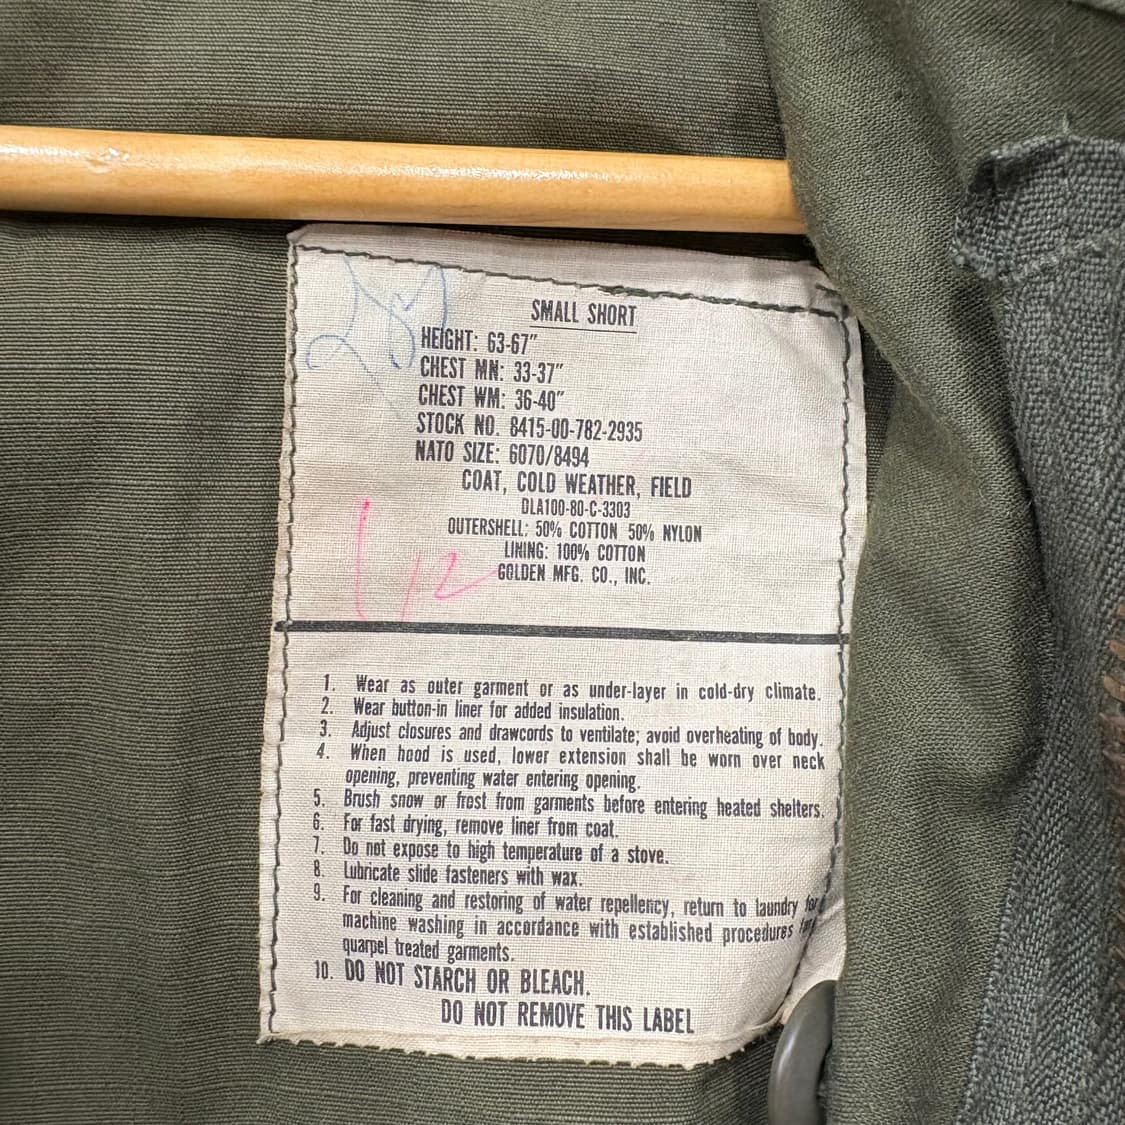 SMALL SHORT
HEIGHT: 63-67"
CHEST MN: 33-37"
CHEST WM: 36-40"
STOCK NO. 8415-00-782-2935
NATO SIZE: 6070/8494
COAT, COLD WEATHER, FIELD
DLA100-80-C-3303
OUTERSHELL: 50% COTTON 50% NYLON
LINING: 100% COTTON
GOLDEN MFG. CO., INC.
1. Wear as outer garment or as under-layer in cold-dry climate.
2. Wear button-in liner for added insulation.
3. Adjust closures and drawcords to ventilate; avoid overheating of body.
4. When hood is used, lower extension shall be worn over neck
opening, preventing water entering opening.
5. Brush snow or frost from garments before entering heated shelters.
6. For fast drying, remove liner from coat.
7. Do not expose to high temperature of a stove.
8. Lubricate slide fasteners with wax.
9. For cleaning and restoring of water repellency, return to laundry for
machine washing in accordance with established procedures
quarpel treated garments.
10. DO NOT STARCH OR BLEACH.
DO NOT REMOVE THIS LABEL